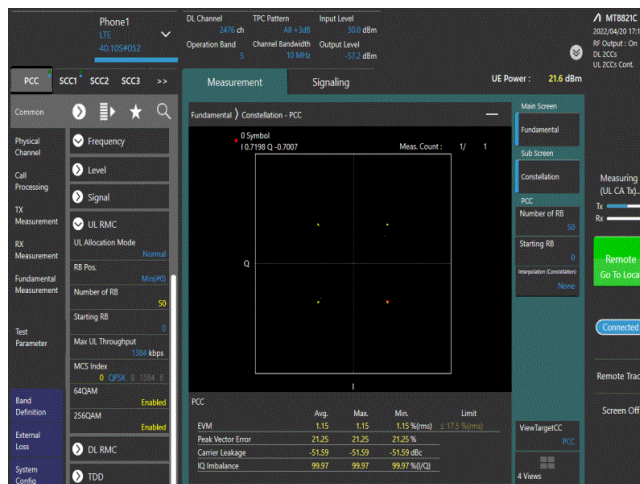 Phone1
LTE
40.10S#052
DL Channel
2476 ch
TPC Pattern
All +3dB
Input Level
30.0 dBm
Operation Band
5
Channel Bandwidth
10 MHz
Output Level
-57.2 dBm
MT8821C
2022/04/20 17:1
RF Output : On
DL 2CCs
UL 2CCs Cont.
PCC
SCC1
SCC2
SCC3
>>
Measurement
Signaling
UE Power : 21.6 dBm
Common
Physical
Channel
Call
Processing
TX
Measurement
RX
Measurement
Fundamental
Measurement
Test
Parameter
Band
Definition
External
Loss
System
Config
Frequency
Level
Signal
UL RMC
UL Allocation Mode
Normal
RB Pos.
Min(#0)
Number of RB
50
Starting RB
0
Max UL Throughput
1384 kbps
MCS Index
0 QPSK 0 1384 8
64QAM
Enabled
256QAM
Enabled
DL RMC
TDD
Fundamental ❭ Constellation - PCC
0 Symbol
I 0.7198 Q -0.7007
Meas. Count : 1/ 1
Q
I
PCC
Avg. Max. Min. Limit
EVM 1.15 1.15 1.15 %(rms) ≤ 17.5 %(rms)
Peak Vector Error 21.25 21.25 21.25 %
Carrier Leakage -51.59 -51.59 -51.59 dBc
IQ Imbalance 99.97 99.97 99.97 %(I/Q)
Main Screen
Fundamental
Sub Screen
Constellation
PCC
Number of RB
50
Starting RB
0
Interpolation (Constellation)
None
ViewTargetCC
PCC
4 Views
Measuring
(UL CA Tx)...
Tx
Rx
Remote
Go To Loca
Connected
Remote Trac
Screen Off